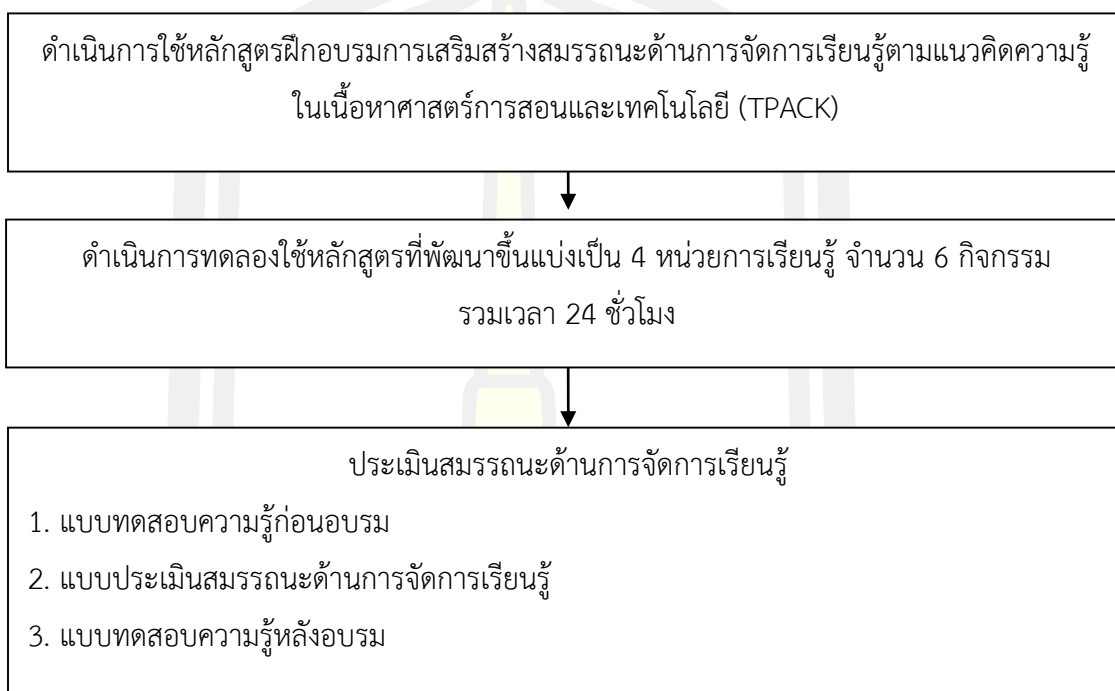 ดำเนินการใช้หลักสูตรฝึกอบรมการเสริมสร้างสมรรถนะด้านการจัดการเรียนรู้ตามแนวคิดความรู้
ในเนื้อหาศาสตร์การสอนและเทคโนโลยี (TPACK)
ดำเนินการทดลองใช้หลักสูตรที่พัฒนาขึ้นแบ่งเป็น 4 หน่วยการเรียนรู้ จำนวน 6 กิจกรรม
รวมเวลา 24 ชั่วโมง
ประเมินสมรรถนะด้านการจัดการเรียนรู้
1. แบบทดสอบความรู้ก่อนอบรม
2. แบบประเมินสมรรถนะด้านการจัดการเรียนรู้
3. แบบทดสอบความรู้หลังอบรม